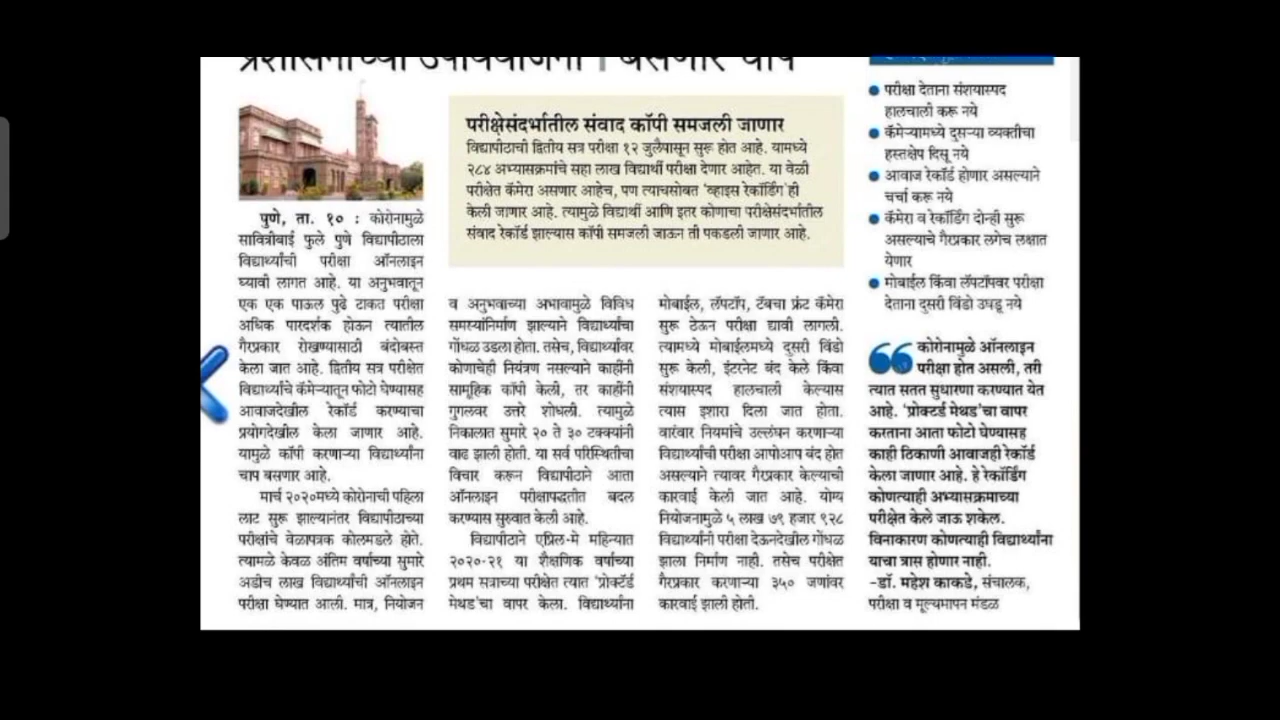 प्रशासनाच्या उपाययोजना । बसणार चाप
परीक्षेसंदर्भातील संवाद कॉपी समजली जाणार
विद्यापीठाची द्वितीय सत्र परीक्षा १२ जुलैपासून सुरू होत आहे. यामध्ये
२८४ अभ्यासक्रमांचे सहा लाख विद्यार्थी परीक्षा देणार आहेत. या वेळी
परीक्षेत कॅमेरा असणार आहेच, पण त्याचसोबत 'व्हाइस रेकॉर्डिंग'ही
केली जाणार आहे. त्यामुळे विद्यार्थी आणि इतर कोणाचा परीक्षेसंदर्भातील
संवाद रेकॉर्ड झाल्यास कॉपी समजली जाऊन ती पकडली जाणार आहे.
पुणे, ता. १० : कोरोनामुळे
सावित्रीबाई फुले पुणे विद्यापीठाला
विद्यार्थ्यांची परीक्षा ऑनलाइन
घ्यावी लागत आहे. या अनुभवातून
एक एक पाऊल पुढे टाकत परीक्षा
अधिक पारदर्शक होऊन त्यातील
गैरप्रकार रोखण्यासाठी बंदोबस्त
केला जात आहे. द्वितीय सत्र परीक्षेत
विद्यार्थ्यांचे कॅमेऱ्यातून फोटो घेण्यासह
आवाजदेखील रेकॉर्ड करण्याचा
प्रयोगदेखील केला जाणार आहे.
यामुळे कॉपी करणाऱ्या विद्यार्थ्यांना
चाप बसणार आहे.
मार्च २०२०मध्ये कोरोनाची पहिला
लाट सुरू झाल्यानंतर विद्यापीठाच्या
परीक्षांचे वेळापत्रक कोलमडले होते.
त्यामळे केवळ अंतिम वर्षाच्या सुमारे
अडीच लाख विद्यार्थ्यांची ऑनलाइन
परीक्षा घेण्यात आली. मात्र, नियोजन
व अनुभवाच्या अभावामुळे विविध
समस्यांनिर्माण झाल्याने विद्यार्थ्यांचा
गोंधळ उडाला होता. तसेच, विद्यार्थ्यांवर
कोणाचेही नियंत्रण नसल्याने काहींनी
सामूहिक कॉपी केली, तर काहींनी
गुगलवर उत्तरे शोधली. त्यामुळे
निकालात सुमारे २० ते ३० टक्क्यांनी
वाढ झाली होती. या सर्व परिस्थितीचा
विचार करून विद्यापीठाने आता
ऑनलाइन परीक्षापद्धतीत बदल
करण्यास सुरुवात केली आहे.
विद्यापीठाने एप्रिल-मे महिन्यात
२०२०-२१ या शैक्षणिक वर्षाच्या
प्रथम सत्राच्या परीक्षेत त्यात 'प्रोक्टर्ड
मेथड'चा वापर केला. विद्यार्थ्यांना
मोबाईल, लॅपटॉप, टॅबचा फ्रंट कॅमेरा
सुरू ठेऊन परीक्षा द्यावी लागली.
त्यामध्ये मोबाईलमध्ये दुसरी विंडो
सुरू केली, इंटरनेट बंद केले किंवा
संशयास्पद हालचाली केल्यास
त्यास इशारा दिला जात होता.
वारंवार नियमांचे उल्लंघन करणाऱ्या
विद्यार्थ्यांची परीक्षा आपोआप बंद होत
असल्याने त्यावर गैरप्रकार केल्याची
कारवाई केली जात आहे. योग्य
नियोजनामुळे ५ लाख ७९ हजार ९२८
विद्यार्थ्यांनी परीक्षा देऊनदेखील गोंधळ
झाला निर्माण नाही. तसेच परीक्षेत
गैरप्रकार करणाऱ्या ३५० जणांवर
कारवाई झाली होती.
परीक्षा देताना संशयास्पद
हालचाली करू नये
कॅमेऱ्यामध्ये दुसऱ्या व्यक्तीचा
हस्तक्षेप दिसू नये
आवाज रेकॉर्ड होणार असल्याने
चर्चा करू नये
कॅमेरा व रेकॉर्डिंग दोन्ही सुरू
असल्याचे गैरप्रकार लगेच लक्षात
येणार
मोबाईल किंवा लॅपटॉपवर परीक्षा
देताना दुसरी विंडो उघडू नये
कोरोनामुळे ऑनलाइन
परीक्षा होत असली, तरी
त्यात सतत सुधारणा करण्यात येत
आहे. 'प्रोक्टर्ड मेथड'चा वापर
करताना आता फोटो घेण्यासह
काही ठिकाणी आवाजही रेकॉर्ड
केला जाणार आहे. हे रेकॉर्डिंग
कोणत्याही अभ्यासक्रमाच्या
परीक्षेत केले जाऊ शकेल.
विनाकारण कोणत्याही विद्यार्थ्यांना
याचा त्रास होणार नाही.
-डॉ. महेश काकडे, संचालक,
परीक्षा व मूल्यमापन मंडळ